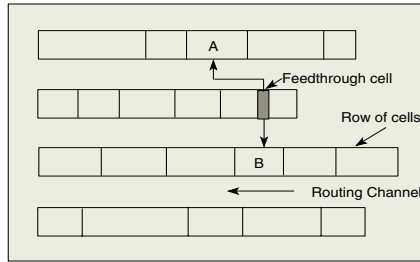 A
Feedthrough cell
Row of cells
B
Routing Channel